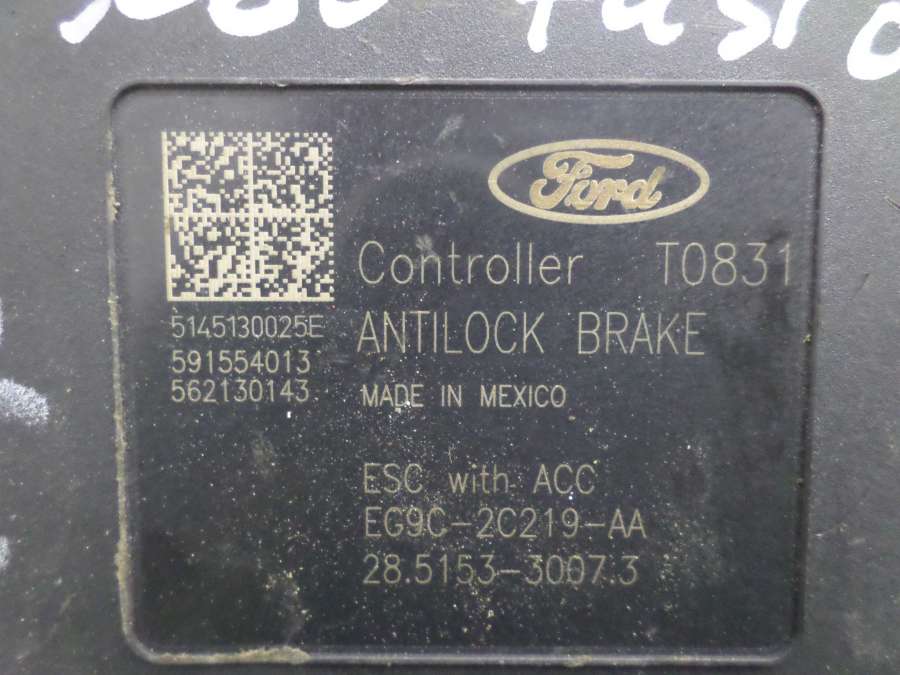 Ford
Controller T0831
5145130025E
ANTILOCK BRAKE
591554013
562130143
MADE IN MEXICO
ESC with ACC
EG9C-2C219-AA
28.5153-3007.3